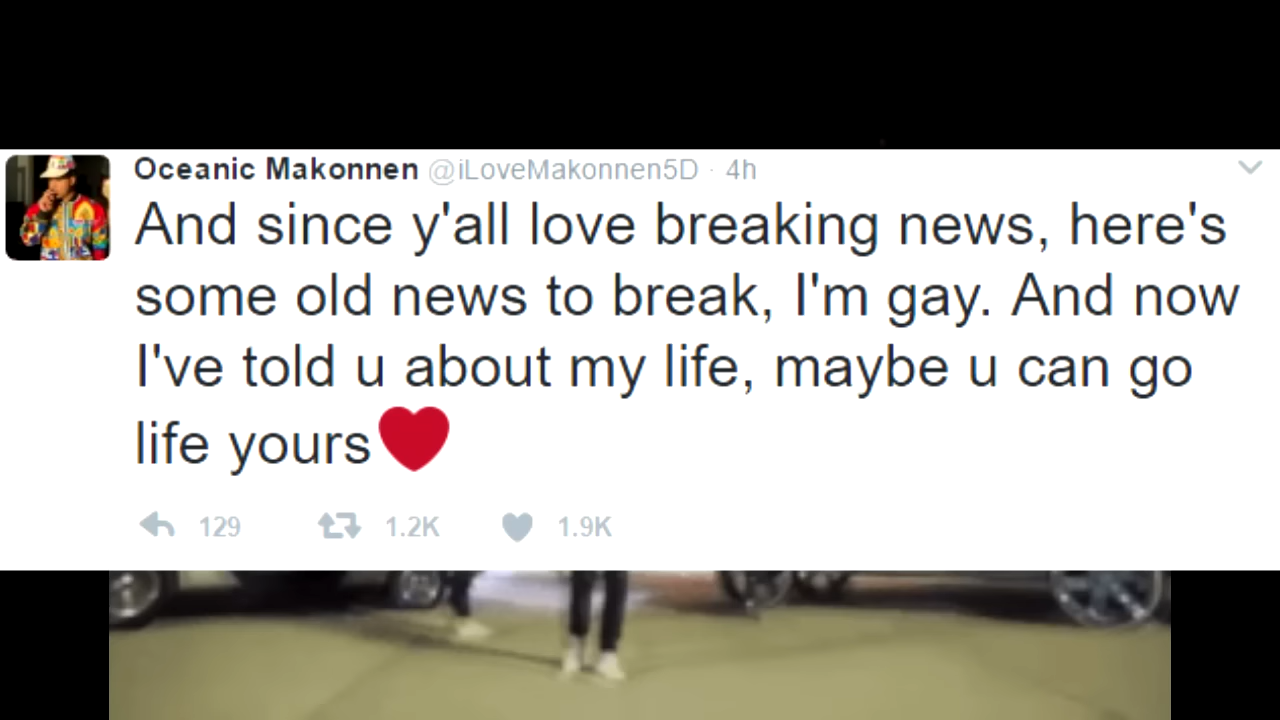 Oceanic Makonnen @iLoveMakonnen5D · 4h
And since y'all love breaking news, here's
some old news to break, I'm gay. And now
I've told u about my life, maybe u can go
life yours❤
129 1.2K 1.9K